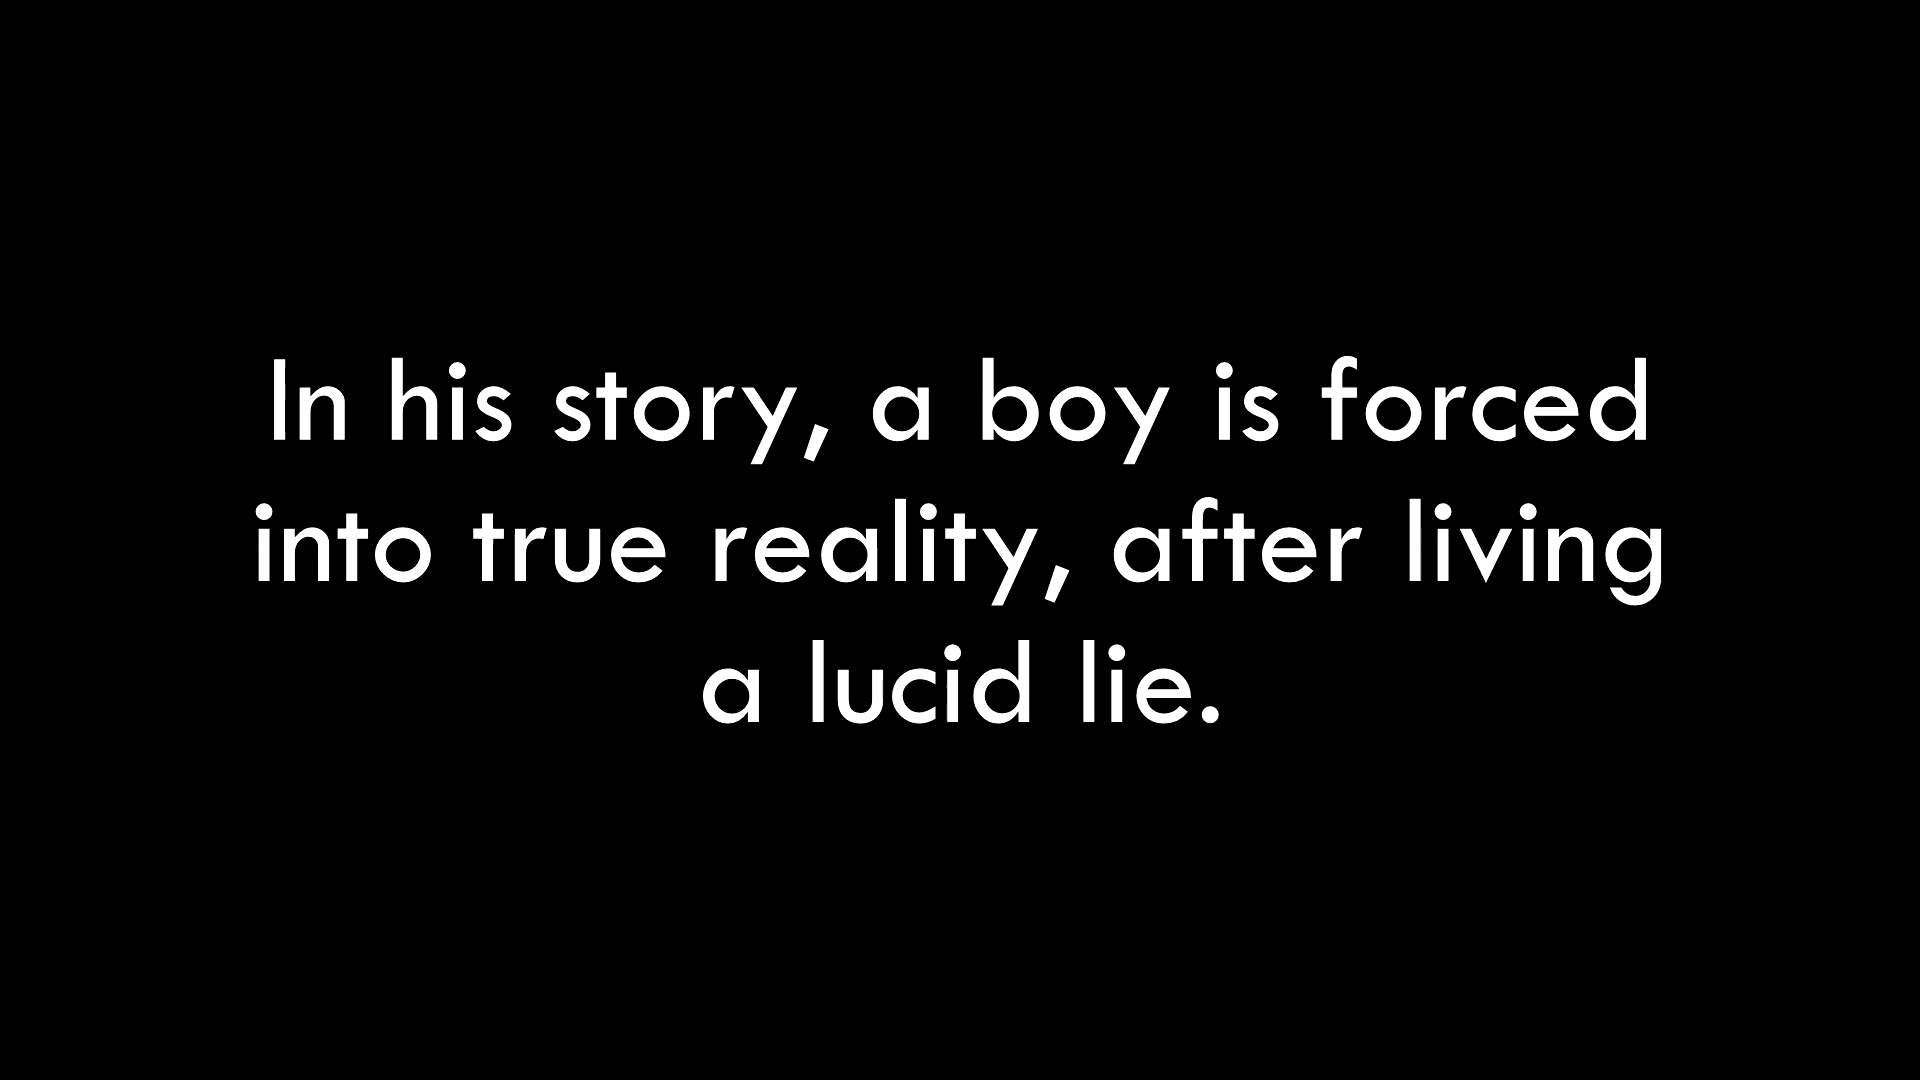 In his story, a boy is forced
into true reality, after living
a lucid lie.